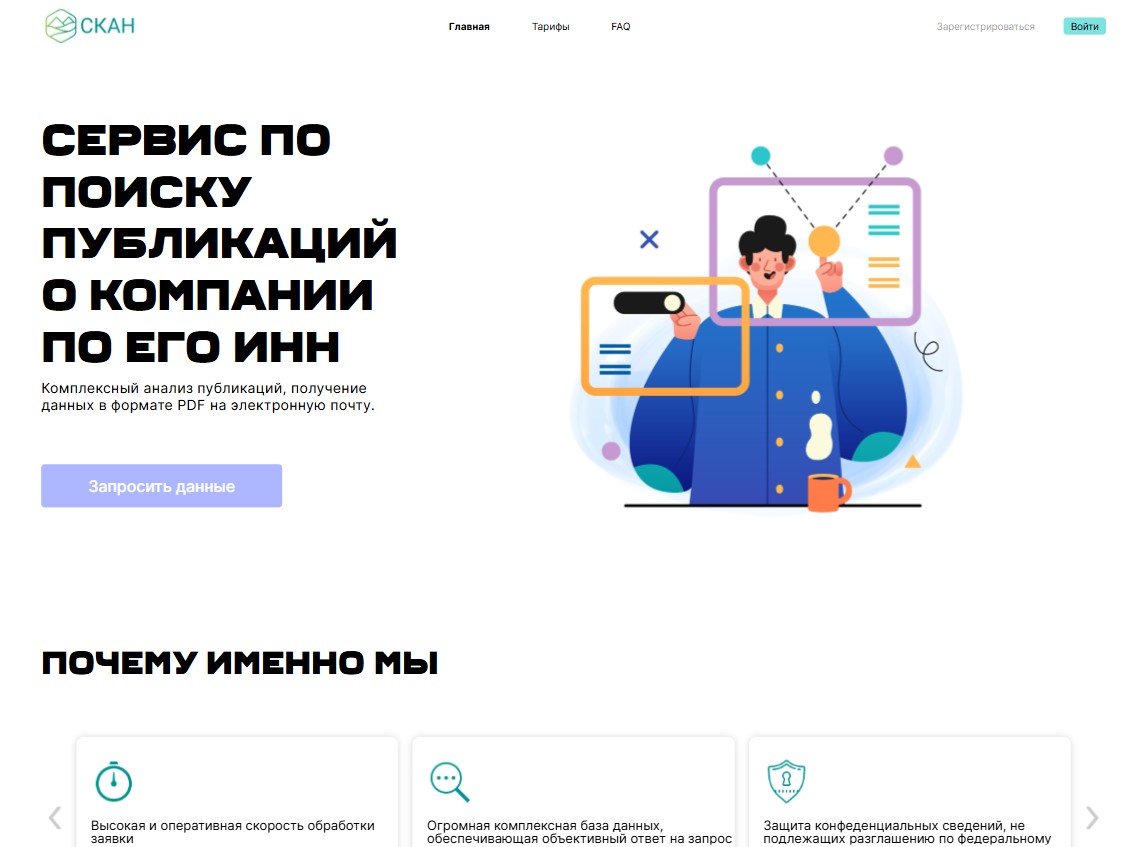 СКАН
Главная
Тарифы
FAQ
Зарегистрироваться
Войти
СЕРВИС ПО
ПОИСКУ
ПУБЛИКАЦИЙ
О КОМПАНИИ
ПО ЕГО ИНН
Комплексный анализ публикаций, получение
данных в формате PDF на электронную почту.
Запросить данные
ПОЧЕМУ ИМЕННО МЫ
Высокая и оперативная скорость обработки
заявки
Огромная комплексная база данных,
обеспечивающая объективный ответ на запрос
Защита конфеденциальных сведений, не
подлежащих разглашению по федеральному